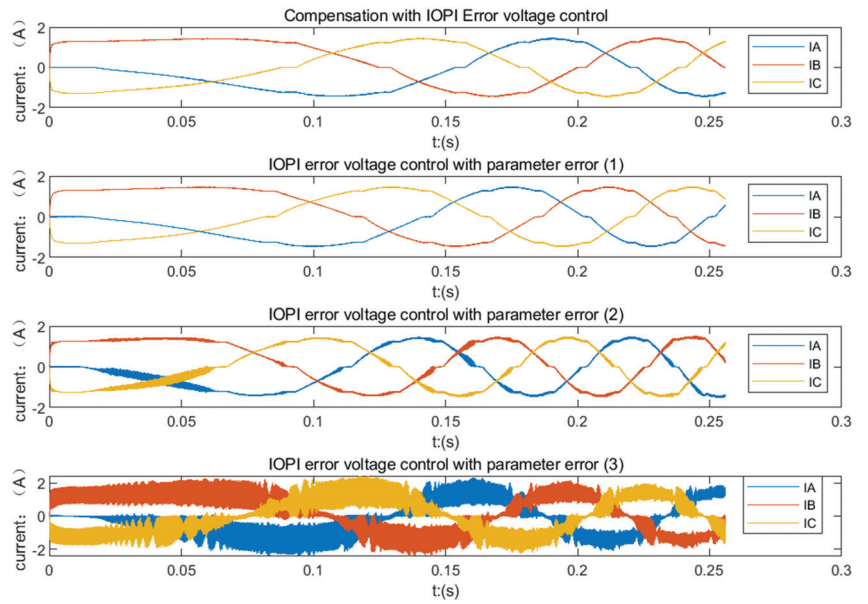 Compensation with IOPI Error voltage control
current:（A）
2
0
-2
0
0.05
0.1
0.15
0.2
0.25
0.3
t:(s)
IA
IB
IC
IOPI error voltage control with parameter error (1)
current:（A）
2
0
-2
0
0.05
0.1
0.15
0.2
0.25
0.3
t:(s)
IA
IB
IC
IOPI error voltage control with parameter error (2)
current:（A）
2
0
-2
0
0.05
0.1
0.15
0.2
0.25
0.3
t:(s)
IA
IB
IC
IOPI error voltage control with parameter error (3)
current:（A）
2
0
-2
0
0.05
0.1
0.15
0.2
0.25
0.3
t:(s)
IA
IB
IC